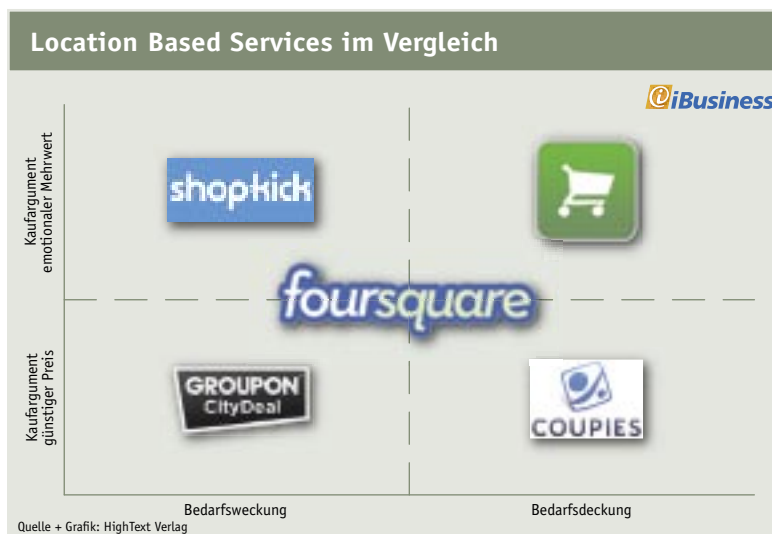 Location Based Services im Vergleich
iBusiness
Kaufargument
emotionaler Mehrwert
shopkick
foursquare
Kaufargument
günstiger Preis
GROUPON
CityDeal
COUPIES
Bedarfsweckung
Bedarfsdeckung
Quelle + Grafik: HighText Verlag